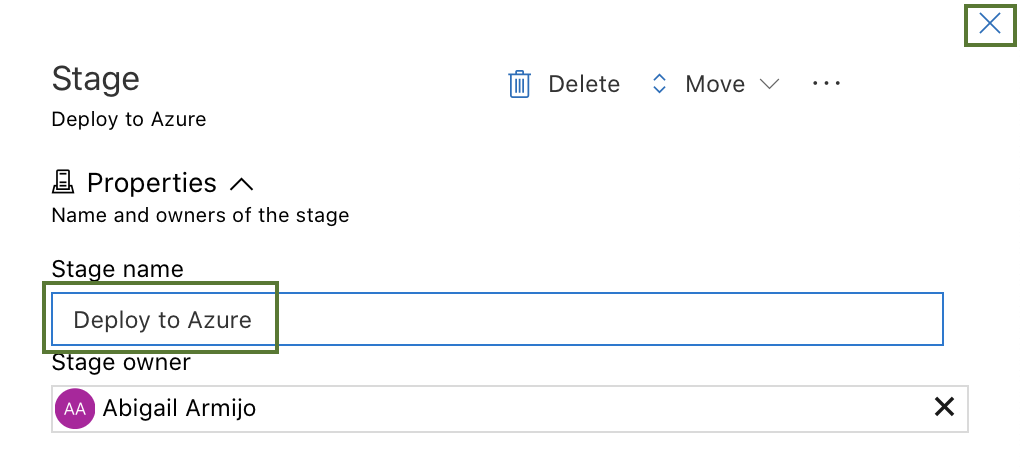 Stage
Delete
Move
...
Deploy to Azure
Properties
Name and owners of the stage
Stage name
Deploy to Azure
Stage owner
AA Abigail Armijo